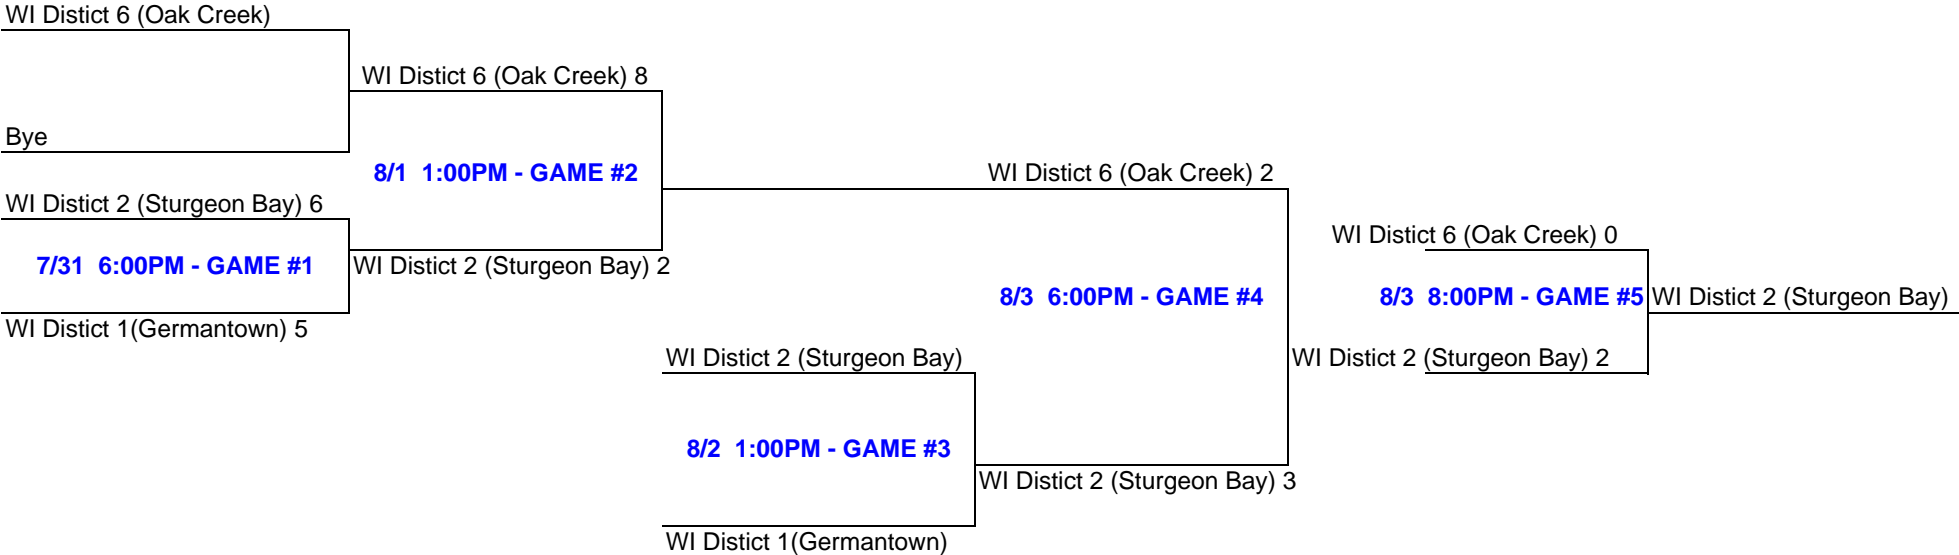 WI Distict 6 (Oak Creek)
WI Distict 6 (Oak Creek) 8
Bye
8/1 1:00PM - GAME #2
WI Distict 6 (Oak Creek) 2
WI Distict 2 (Sturgeon Bay) 6
WI Distict 6 (Oak Creek) 0
7/31 6:00PM - GAME #1
WI Distict 2 (Sturgeon Bay) 2
8/3 6:00PM - GAME #4
8/3 8:00PM - GAME #5
WI Distict 2 (Sturgeon Bay)
WI Distict 1(Germantown) 5
WI Distict 2 (Sturgeon Bay)
WI Distict 2 (Sturgeon Bay) 2
8/2 1:00PM - GAME #3
WI Distict 2 (Sturgeon Bay) 3
WI Distict 1(Germantown)